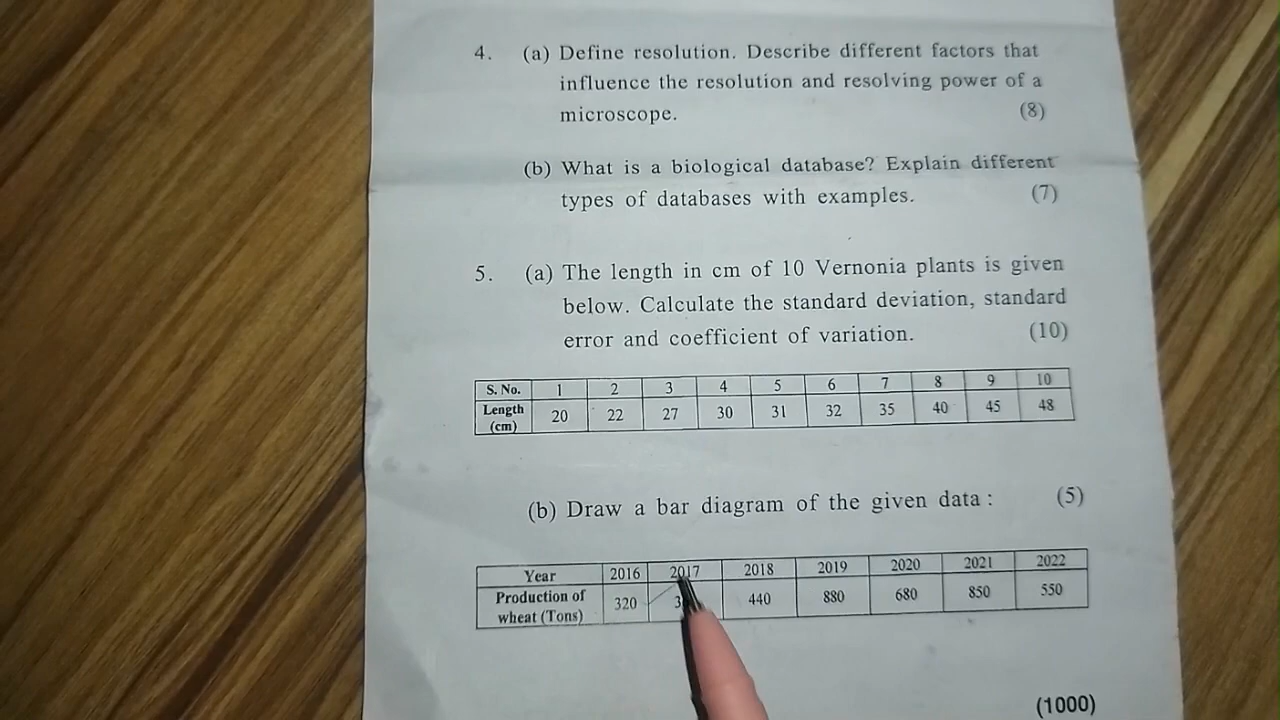 4. (a) Define resolution. Describe different factors that
influence the resolution and resolving power of a
microscope. (8)
(b) What is a biological database? Explain different
types of databases with examples. (7)
5. (a) The length in cm of 10 Vernonia plants is given
below. Calculate the standard deviation, standard
error and coefficient of variation. (10)
S. No. 1 2 3 4 5 6 7 8 9 10
Length (cm) 20 22 27 30 31 32 35 40 45 48
(b) Draw a bar diagram of the given data : (5)
Year 2016 2017 2018 2019 2020 2021 2022
Production of wheat (Tons) 320 440 880 680 850 550
(1000)